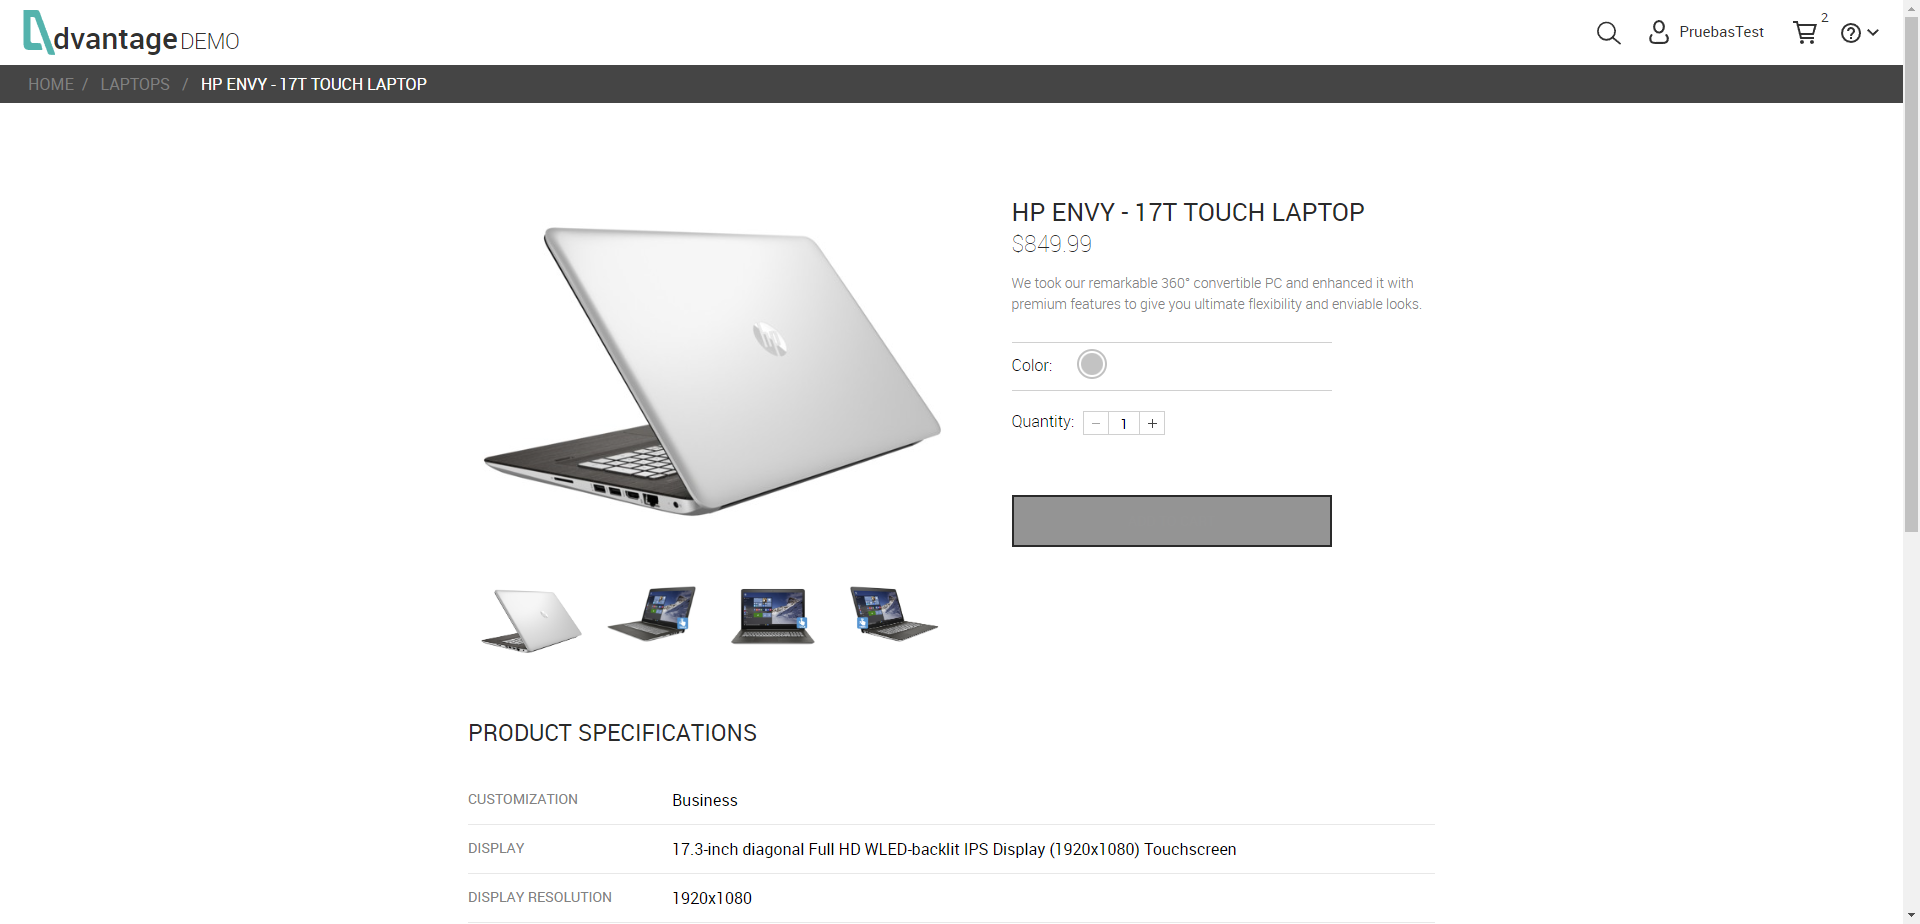 dvantage DEMO
PruebasTest
2
HOME / LAPTOPS / HP ENVY - 17T TOUCH LAPTOP
HP ENVY - 17T TOUCH LAPTOP
$849.99
We took our remarkable 360° convertible PC and enhanced it with
premium features to give you ultimate flexibility and enviable looks.
Color:
Quantity: − 1 +
hp
PRODUCT SPECIFICATIONS
CUSTOMIZATION Business
DISPLAY 17.3-inch diagonal Full HD WLED-backlit IPS Display (1920x1080) Touchscreen
DISPLAY RESOLUTION 1920x1080